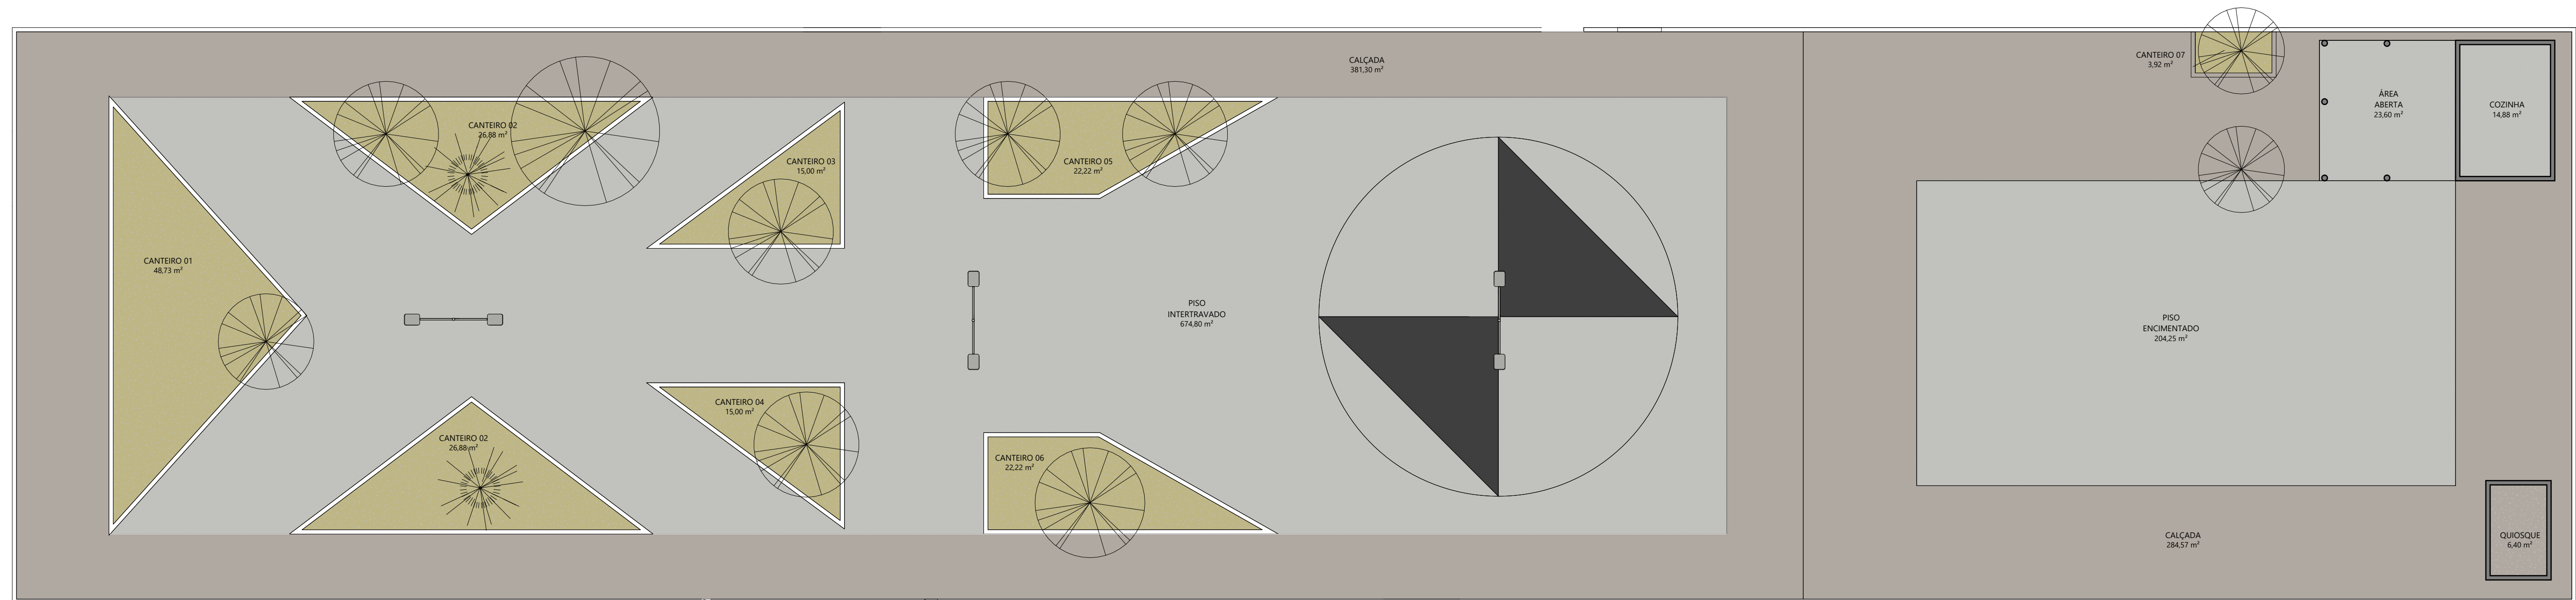 CALÇADA
381,30 m²
CANTEIRO 07
3,92 m²
ÁREA
ABERTA
23,60 m²
COZINHA
14,88 m²
CANTEIRO 02
26,88 m²
CANTEIRO 03
15,00 m²
CANTEIRO 05
22,22 m²
CANTEIRO 01
48,73 m²
PISO
INTERTRAVADO
674,80 m²
PISO
ENCIMENTADO
204,25 m²
CANTEIRO 04
15,00 m²
CANTEIRO 02
26,88 m²
CANTEIRO 06
22,22 m²
CALÇADA
284,57 m²
QUIOSQUE
6,40 m²